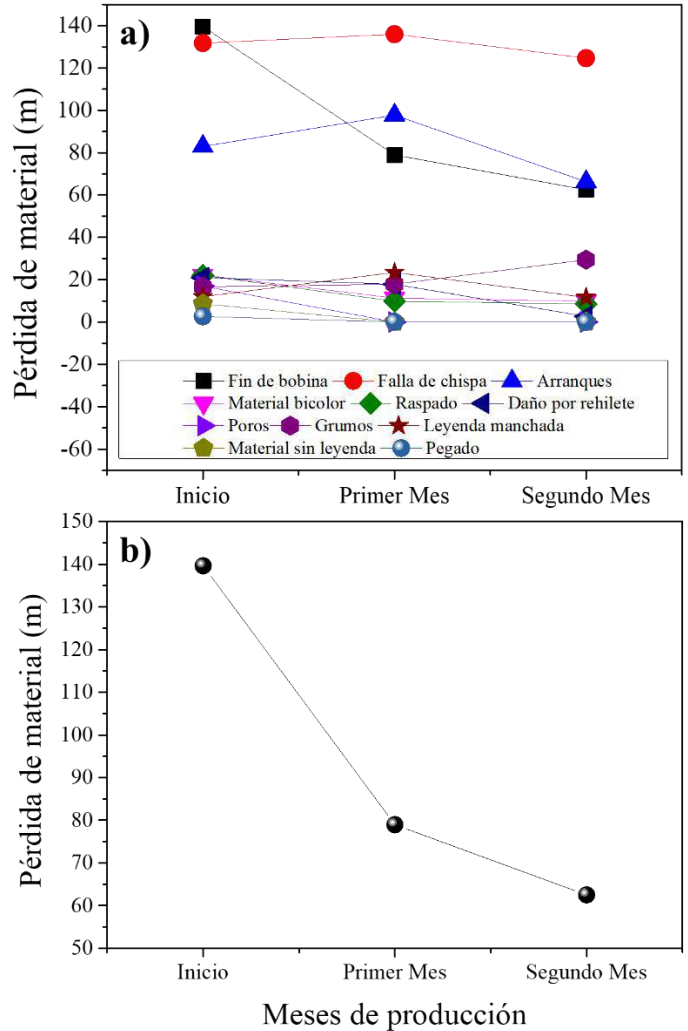 a)
Pérdida de material (m)
140
120
100
80
60
40
20
0
-20
-40
-60
Fin de bobina Falla de chispa Arranques
Material bicolor Raspado Daño por rehilete
Poros Grumos Leyenda manchada
Material sin leyenda Pegado
Inicio Primer Mes Segundo Mes
b)
Pérdida de material (m)
150
140
130
120
110
100
90
80
70
60
50
Inicio Primer Mes Segundo Mes
Meses de producción